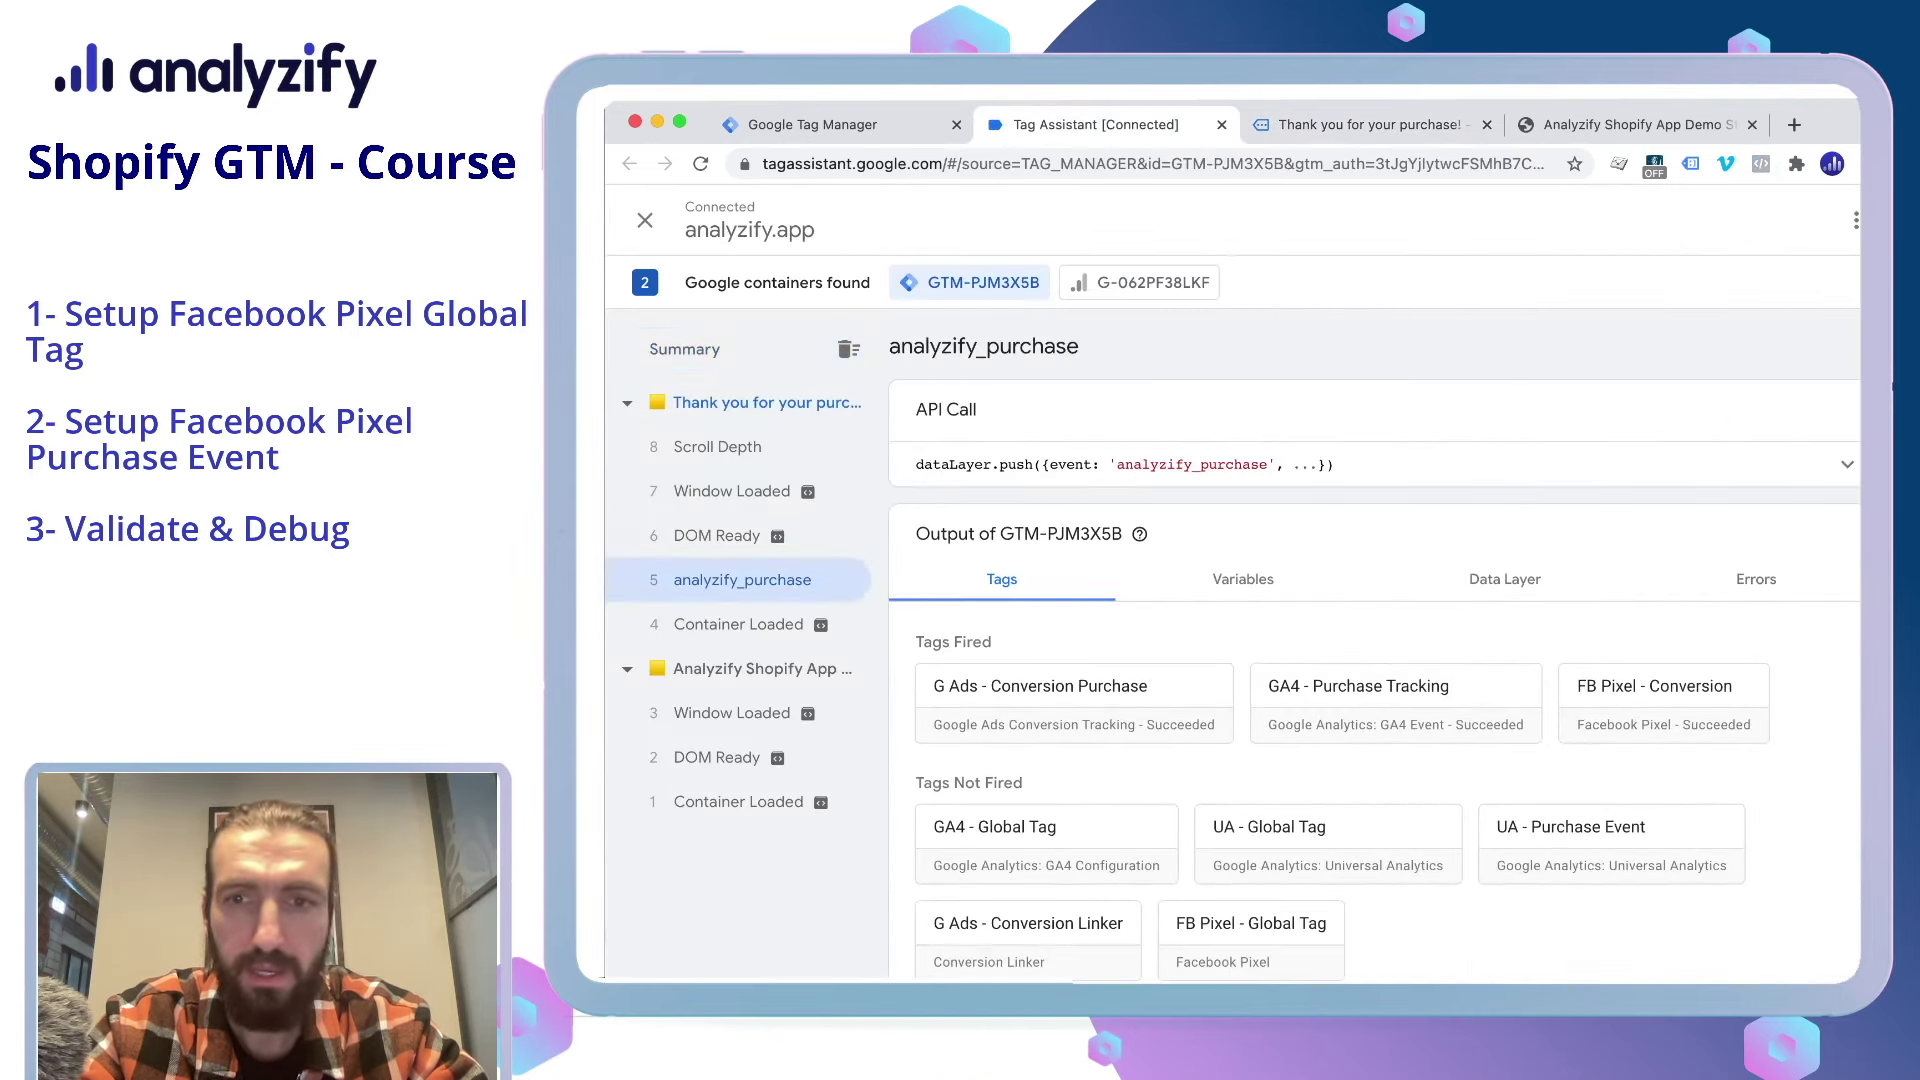 analyzify
Shopify GTM - Course
1- Setup Facebook Pixel Global
Tag
2- Setup Facebook Pixel
Purchase Event
3- Validate & Debug
Google Tag Manager
Tag Assistant [Connected]
Thank you for your purchase! -
Analyzify Shopify App Demo S
tagassistant.google.com/#/source=TAG_MANAGER&id=GTM-PJM3X5B&gtm_auth=3tJgYjlytwcFSMhB7C...
OFF
Connected
analyzify.app
2
Google containers found
GTM-PJM3X5B
G-062PF38LKF
Summary
Thank you for your purc...
8 Scroll Depth
7 Window Loaded
6 DOM Ready
5 analyzify_purchase
4 Container Loaded
Analyzify Shopify App ...
3 Window Loaded
2 DOM Ready
1 Container Loaded
analyzify_purchase
API Call
dataLayer.push({event: 'analyzify_purchase', ...})
Output of GTM-PJM3X5B
Tags Variables Data Layer Errors
Tags Fired
G Ads - Conversion Purchase
Google Ads Conversion Tracking - Succeeded
GA4 - Purchase Tracking
Google Analytics: GA4 Event - Succeeded
FB Pixel - Conversion
Facebook Pixel - Succeeded
Tags Not Fired
GA4 - Global Tag
Google Analytics: GA4 Configuration
UA - Global Tag
Google Analytics: Universal Analytics
UA - Purchase Event
Google Analytics: Universal Analytics
G Ads - Conversion Linker
Conversion Linker
FB Pixel - Global Tag
Facebook Pixel